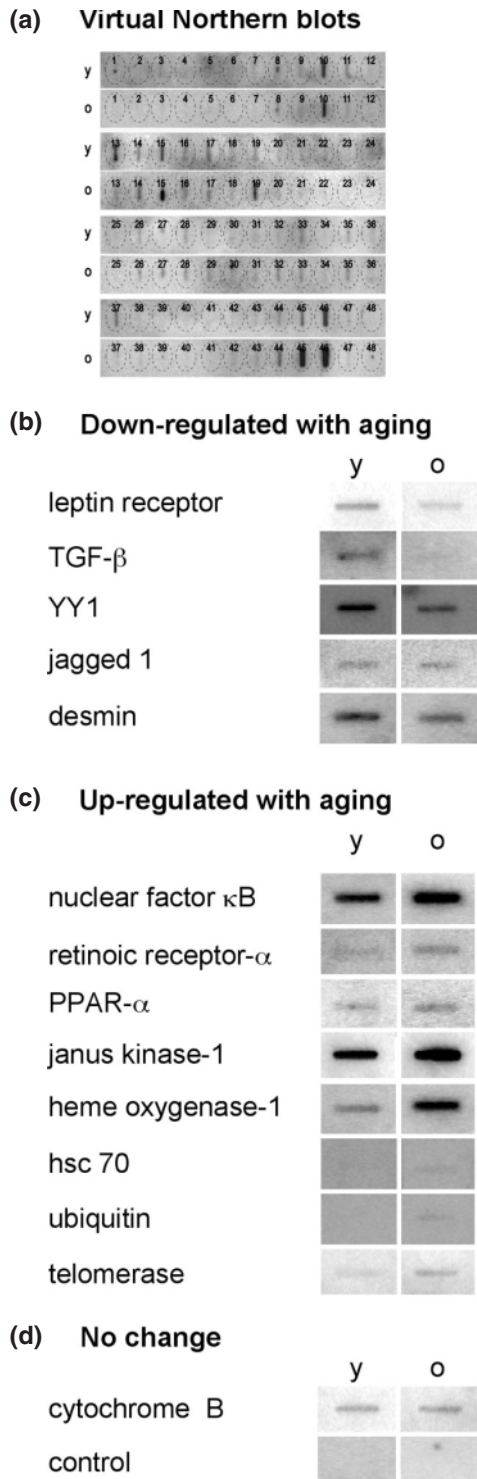 (a) Virtual Northern blots
y 1 2 3 4 5 6 7 8 9 10 11 12
o 1 2 3 4 5 6 7 8 9 10 11 12
y 13 14 15 16 17 18 19 20 21 22 23 24
o 13 14 15 16 17 18 19 20 21 22 23 24
y 25 26 27 28 29 30 31 32 33 34 35 36
o 25 26 27 28 29 30 31 32 33 34 35 36
y 37 38 39 40 41 42 43 44 45 46 47 48
o 37 38 39 40 41 42 43 44 45 46 47 48
(b) Down-regulated with aging
y o
leptin receptor
TGF-β
YY1
jagged 1
desmin
(c) Up-regulated with aging
y o
nuclear factor κB
retinoic receptor-α
PPAR-α
janus kinase-1
heme oxygenase-1
hsc 70
ubiquitin
telomerase
(d) No change
y o
cytochrome B
control